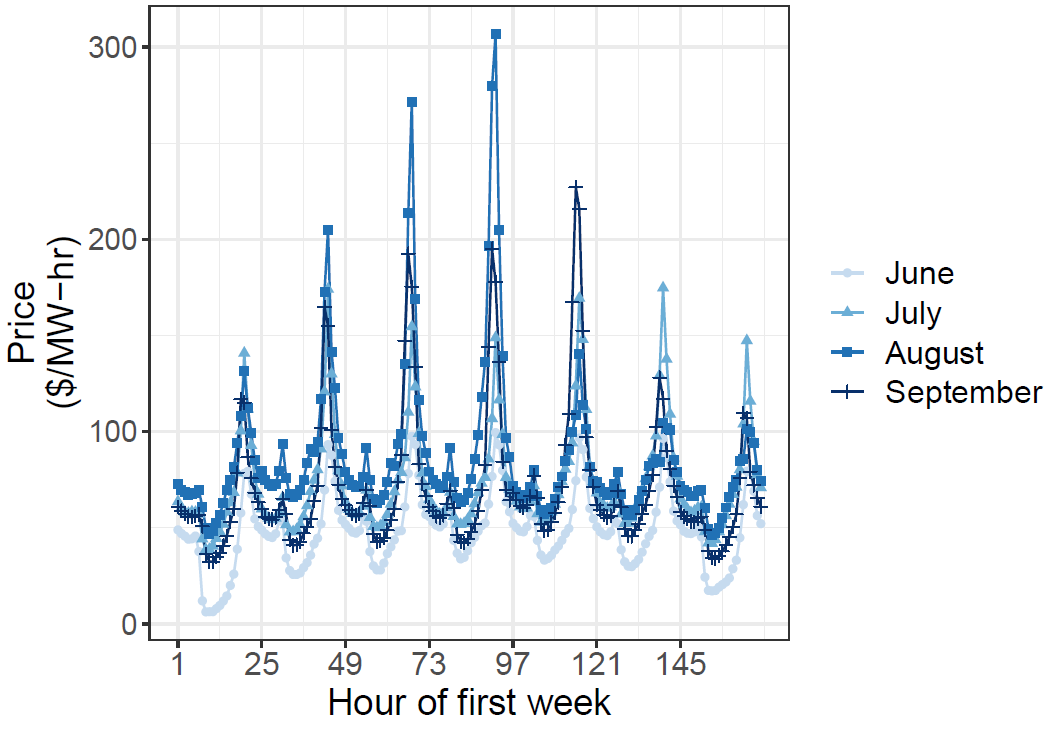 300
200
100
0
Price
($/MW−hr)
1 25 49 73 97 121 145
Hour of first week
June
July
August
September